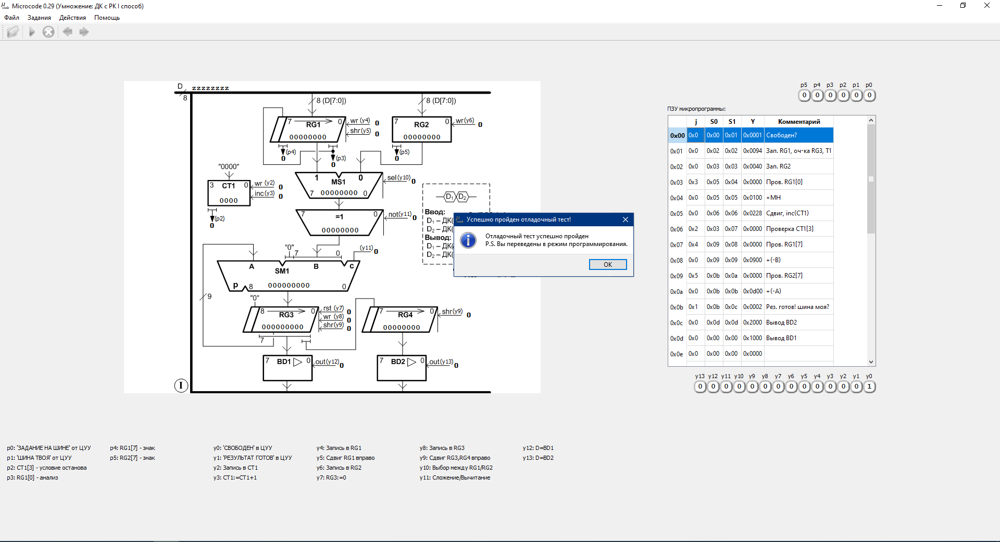 Microcode 0.29 (Умножение: ДК с РК I способ)
Файл Задания Действия Помощь
D zzzzzzzz
8
8 (D[7:0]) 8 (D[7:0])
7 RG1 0 wr (y4) 0
shr(y5) 0
00000000
7 RG2 0 wr(y6) 0
00000000
(p4) 0
(p3) 0
(p5) 0
"0000"
3 CT1 0 wr (y2) 0
inc(y3) 0
0000
(p2)
0
1 MS1 0 sel(y10) 0
7 00000000 0
7 =1 0 not(y11) 0
00000000
D1 D2
Ввод:
D1 – ДК(
D2 – ДК(
Вывод:
D1 – ДК(
D2 – ДК(
"0" 7 0 (y11) 0
A SM1 B c
p 8 000000000 0
9
"0"
8 RG3 0 rst (y7) 0
wr (y8) 0
shr(y9) 0
000000000
7
7 RG4 0 shr(y9) 0
00000000
7 BD1 0 out(y12) 0
7 BD2 0 out(y13) 0
I
Успешно пройден отладочный тест!
Отладочный тест успешно пройден
P.S. Вы переведены в режим программирования.
OK
p5 p4 p3 p2 p1 p0
0 0 0 0 0 0
ПЗУ микропрограммы:
j S0 S1 Y Комментарий
0x00 0x0 0x00 0x01 0x0001 Свободен?
0x01 0x0 0x02 0x02 0x0094 Зап. RG1, оч-ка RG3, T1
0x02 0x0 0x03 0x03 0x0040 Зап. RG2
0x03 0x3 0x05 0x04 0x0000 Пров. RG1[0]
0x04 0x0 0x05 0x05 0x0100 +МН
0x05 0x0 0x06 0x06 0x0228 Сдвиг, inc(CT1)
0x06 0x2 0x03 0x07 0x0000 Проверка CT1[3]
0x07 0x4 0x09 0x08 0x0000 Пров. RG1[7]
0x08 0x0 0x09 0x09 0x0900 +(-B)
0x09 0x5 0x0b 0x0a 0x0000 Пров. RG2[7]
0x0a 0x0 0x0b 0x0b 0x0d00 +(-A)
0x0b 0x1 0x0b 0x0c 0x0002 Рез. готов! шина моя?
0x0c 0x0 0x0d 0x0d 0x2000 Вывод BD2
0x0d 0x0 0x00 0x00 0x1000 Вывод BD1
0x0e 0x0 0x00 0x00 0x0000
y13 y12 y11 y10 y9 y8 y7 y6 y5 y4 y3 y2 y1 y0
0 0 0 0 0 0 0 0 0 0 0 0 0 1
p0: 'ЗАДАНИЕ НА ШИНЕ' от ЦУУ p4: RG1[7] - знак y0: 'СВОБОДЕН' в ЦУУ y4: Запись в RG1 y8: Запись в RG3 y12: D=BD1
p1: 'ШИНА ТВОЯ' от ЦУУ p5: RG2[7] - знак y1: 'РЕЗУЛЬТАТ ГОТОВ' в ЦУУ y5: Сдвиг RG1 вправо y9: Сдвиг RG3,RG4 вправо y13: D=BD2
p2: CT1[3] - условие останова y2: Запись в CT1 y6: Запись в RG2 y10: Выбор между RG1/RG2
p3: RG1[0] - анализ y3: CT1:=CT1+1 y7: RG3:=0 y11: Сложение/Вычитание